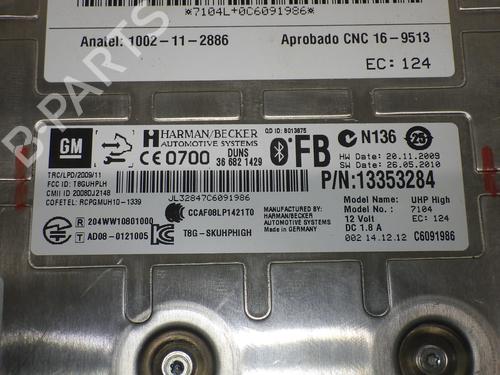 *7104L+0C6091986*
Anatel: 1002-11-2886 Aprobado CNC 16-9513
EC: 124
GM HARMAN/BECKER AUTOMOTIVE SYSTEMS QD ID: B013875 FB N136 25
CE 0700 DUNS 36 682 1429
HW Date: 20.11.2009
SW Date: 26.05.2010
TRC/LPD/2009/11
FCC ID: T8GUHPLH
CMII ID: 2008DJ2148
COFETEL: RCPGMUH10-1339
JL32847C6091986
P/N:13353284
R 204WW10801000
T AD08-0121005
CCAF08LP1421T0
T8G-SKUHPHIGH
MANUFACTURED BY:
HARMAN/BECKER
AUTOMOTIVE SYSTEMS
MADE IN GERMANY
Model Name: UHP High
Model No.: 7104
12 Volt EC: 124
DC 1.8 A
002 14.12.12 C6091986
B-PARTS